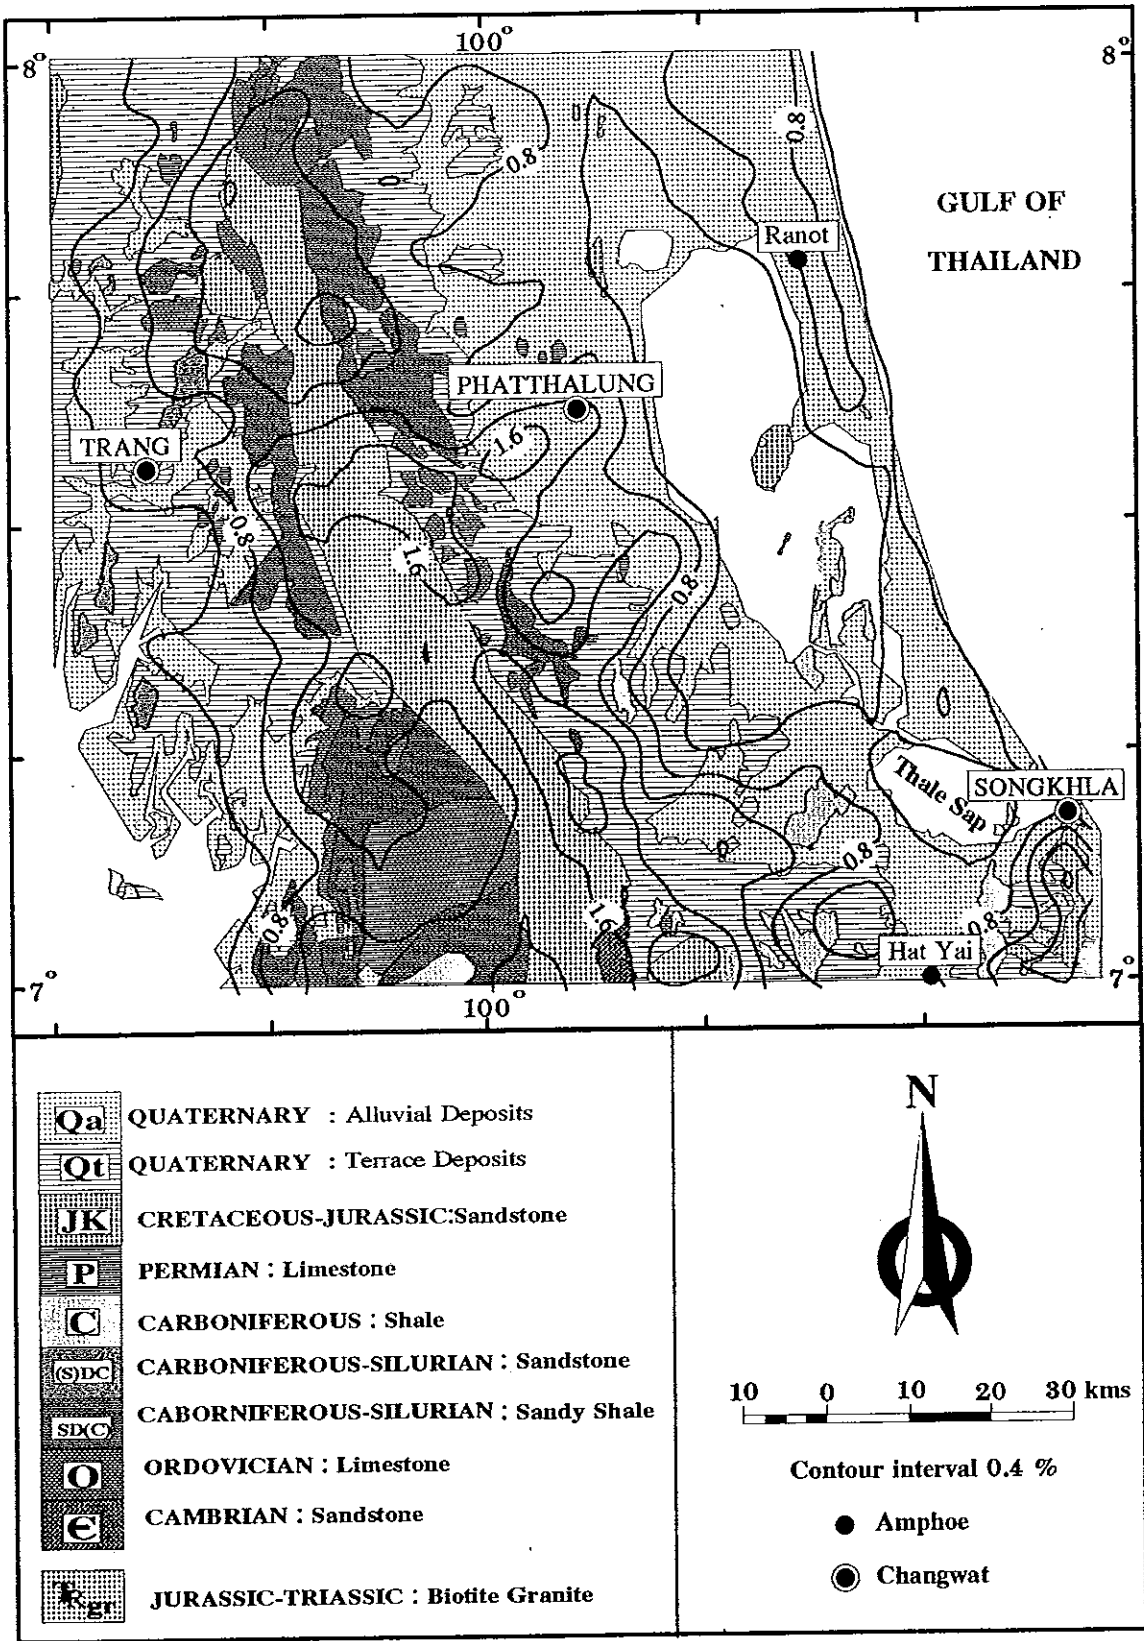 100°
8° 8°
0.8
0.8
GULF OF
THAILAND
Ranot
PHATTHALUNG
TRANG
1.6
0.8
1.6
0.8
Thale Sap
SONGKHLA
0.8
0.8
1.6
0.8
Hat Yai
7° 7°
100°
Qa QUATERNARY : Alluvial Deposits
Qt QUATERNARY : Terrace Deposits
JK CRETACEOUS-JURASSIC:Sandstone
P PERMIAN : Limestone
C CARBONIFEROUS : Shale
(S)DC CARBONIFEROUS-SILURIAN : Sandstone
SD(C) CABORNIFEROUS-SILURIAN : Sandy Shale
O ORDOVICIAN : Limestone
Є CAMBRIAN : Sandstone
TRgr JURASSIC-TRIASSIC : Biotite Granite
N
10 0 10 20 30 kms
Contour interval 0.4 %
Amphoe
Changwat